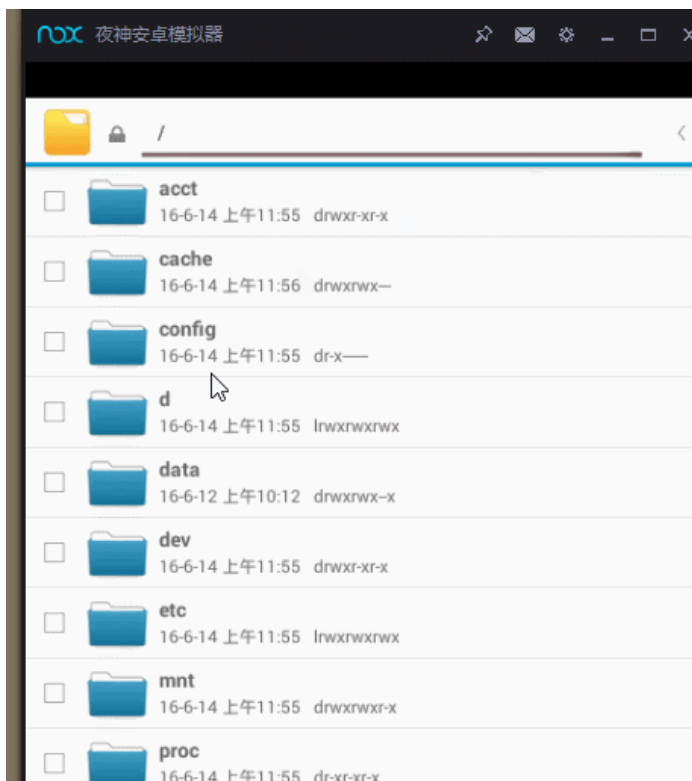 nox 夜神安卓模拟器
/
acct
16-6-14 上午11:55 drwxr-xr-x
cache
16-6-14 上午11:56 drwxrwx---
config
16-6-14 上午11:55 dr-x------
d
16-6-14 上午11:55 lrwxrwxrwx
data
16-6-12 上午10:12 drwxrwx--x
dev
16-6-14 上午11:55 drwxr-xr-x
etc
16-6-14 上午11:55 lrwxrwxrwx
mnt
16-6-14 上午11:55 drwxrwxr-x
proc
16-6-14 上午11:55 dr-xr-xr-x